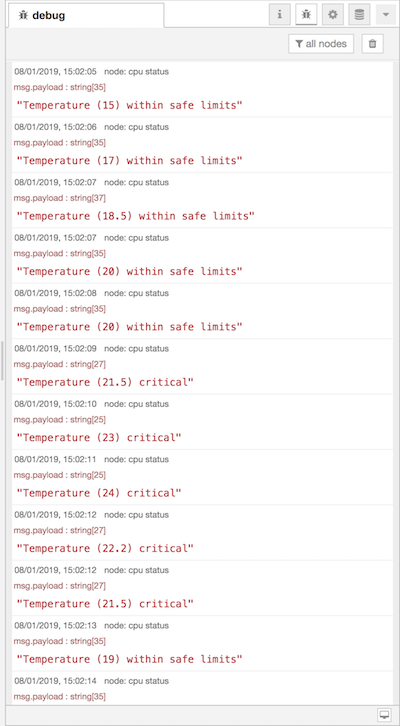 debug
all nodes
08/01/2019, 15:02:05 node: cpu status
msg.payload : string[35]
"Temperature (15) within safe limits"
08/01/2019, 15:02:06 node: cpu status
msg.payload : string[35]
"Temperature (17) within safe limits"
08/01/2019, 15:02:07 node: cpu status
msg.payload : string[37]
"Temperature (18.5) within safe limits"
08/01/2019, 15:02:07 node: cpu status
msg.payload : string[35]
"Temperature (20) within safe limits"
08/01/2019, 15:02:08 node: cpu status
msg.payload : string[35]
"Temperature (20) within safe limits"
08/01/2019, 15:02:09 node: cpu status
msg.payload : string[27]
"Temperature (21.5) critical"
08/01/2019, 15:02:10 node: cpu status
msg.payload : string[25]
"Temperature (23) critical"
08/01/2019, 15:02:11 node: cpu status
msg.payload : string[25]
"Temperature (24) critical"
08/01/2019, 15:02:12 node: cpu status
msg.payload : string[27]
"Temperature (22.2) critical"
08/01/2019, 15:02:12 node: cpu status
msg.payload : string[27]
"Temperature (21.5) critical"
08/01/2019, 15:02:13 node: cpu status
msg.payload : string[35]
"Temperature (19) within safe limits"
08/01/2019, 15:02:14 node: cpu status
msg.payload : string[35]